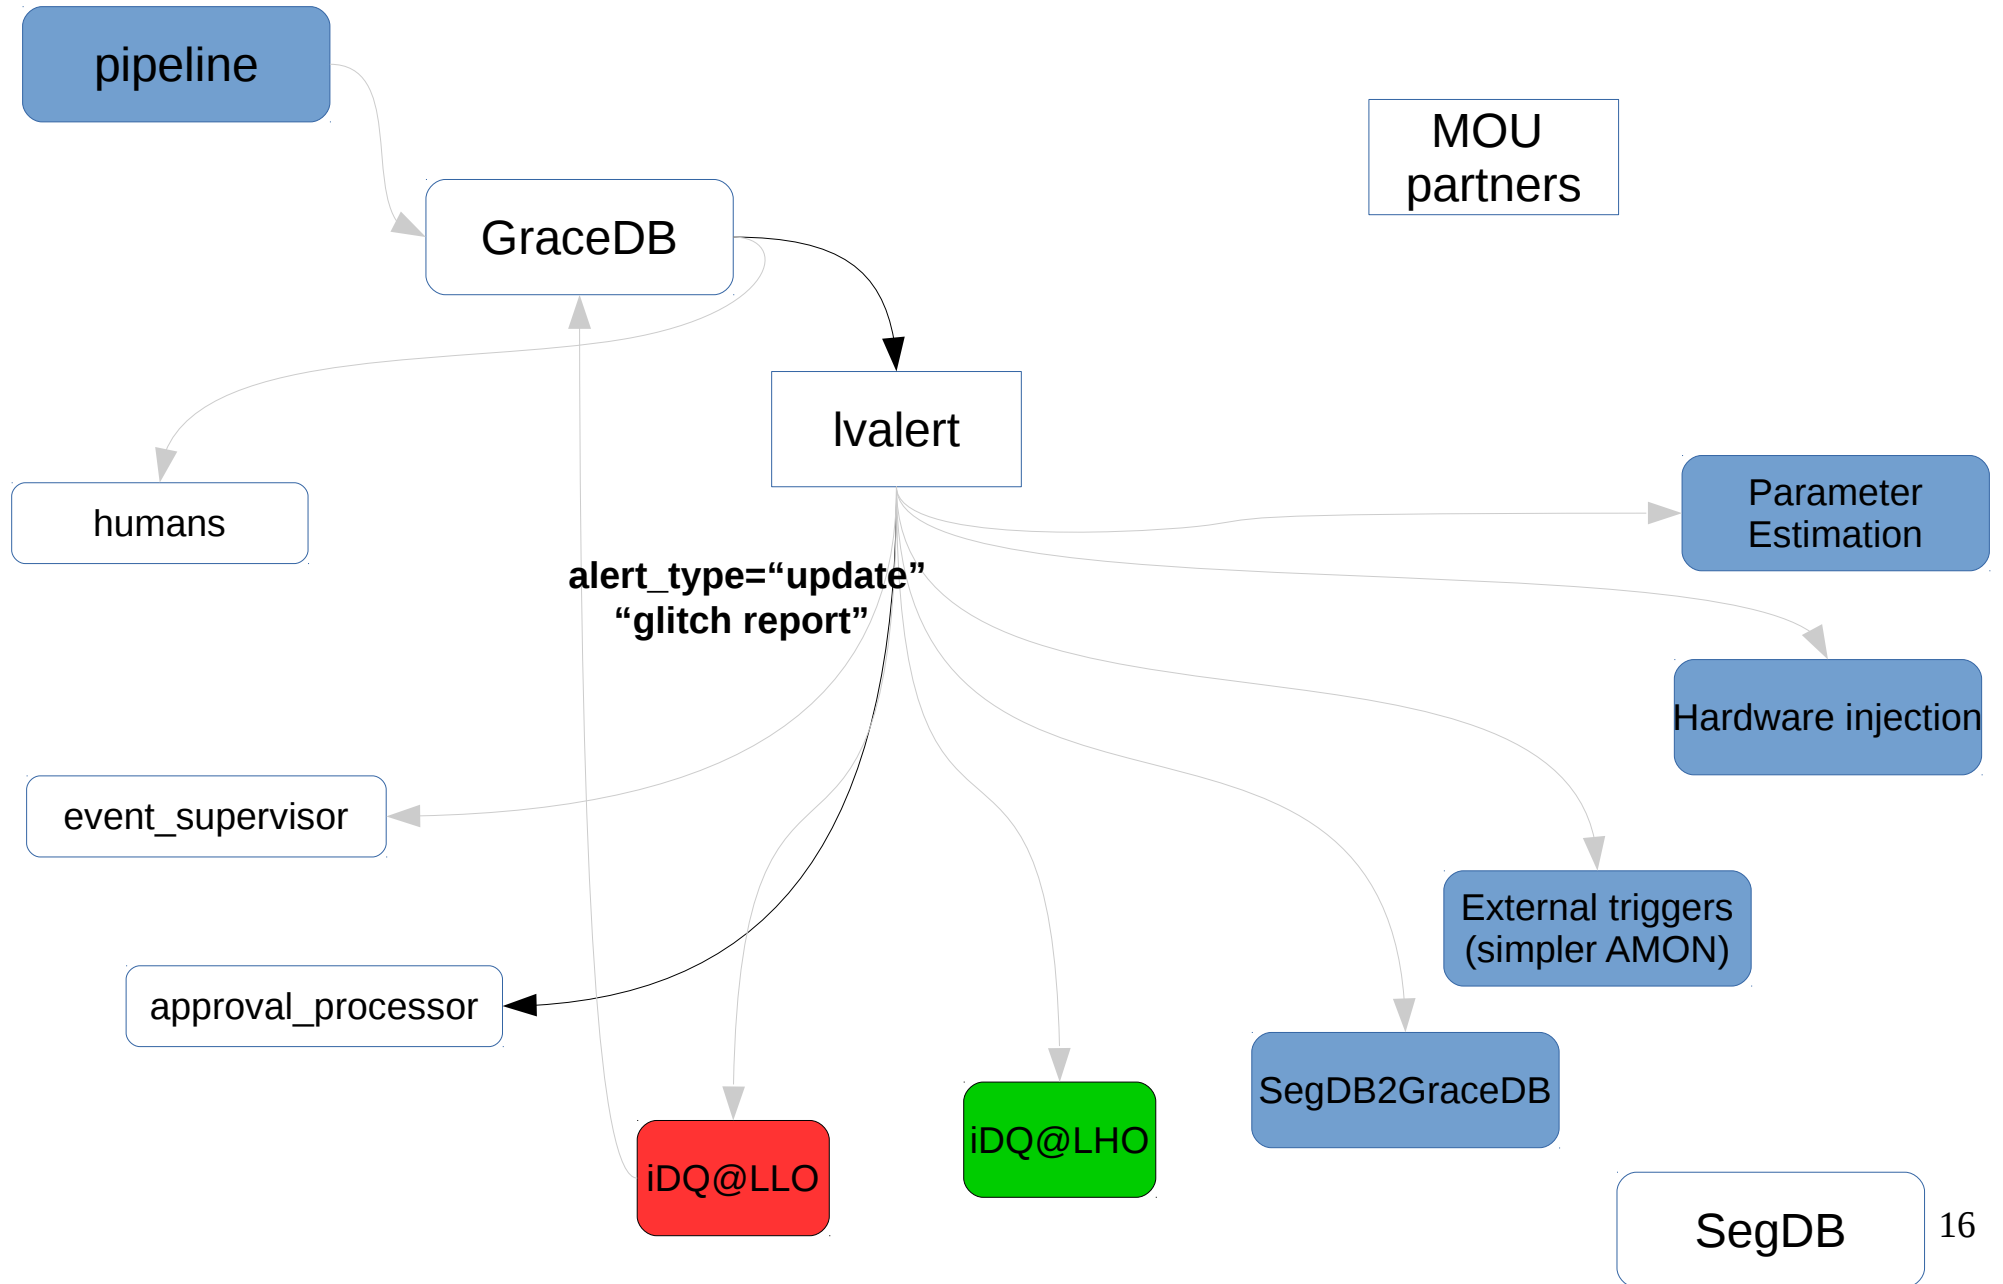 pipeline
MOU
partners
GraceDB
lvalert
humans
Parameter
Estimation
alert_type=“update”
“glitch report”
Hardware injection
event_supervisor
External triggers
(simpler AMON)
approval_processor
SegDB2GraceDB
iDQ@LHO
iDQ@LLO
SegDB
16